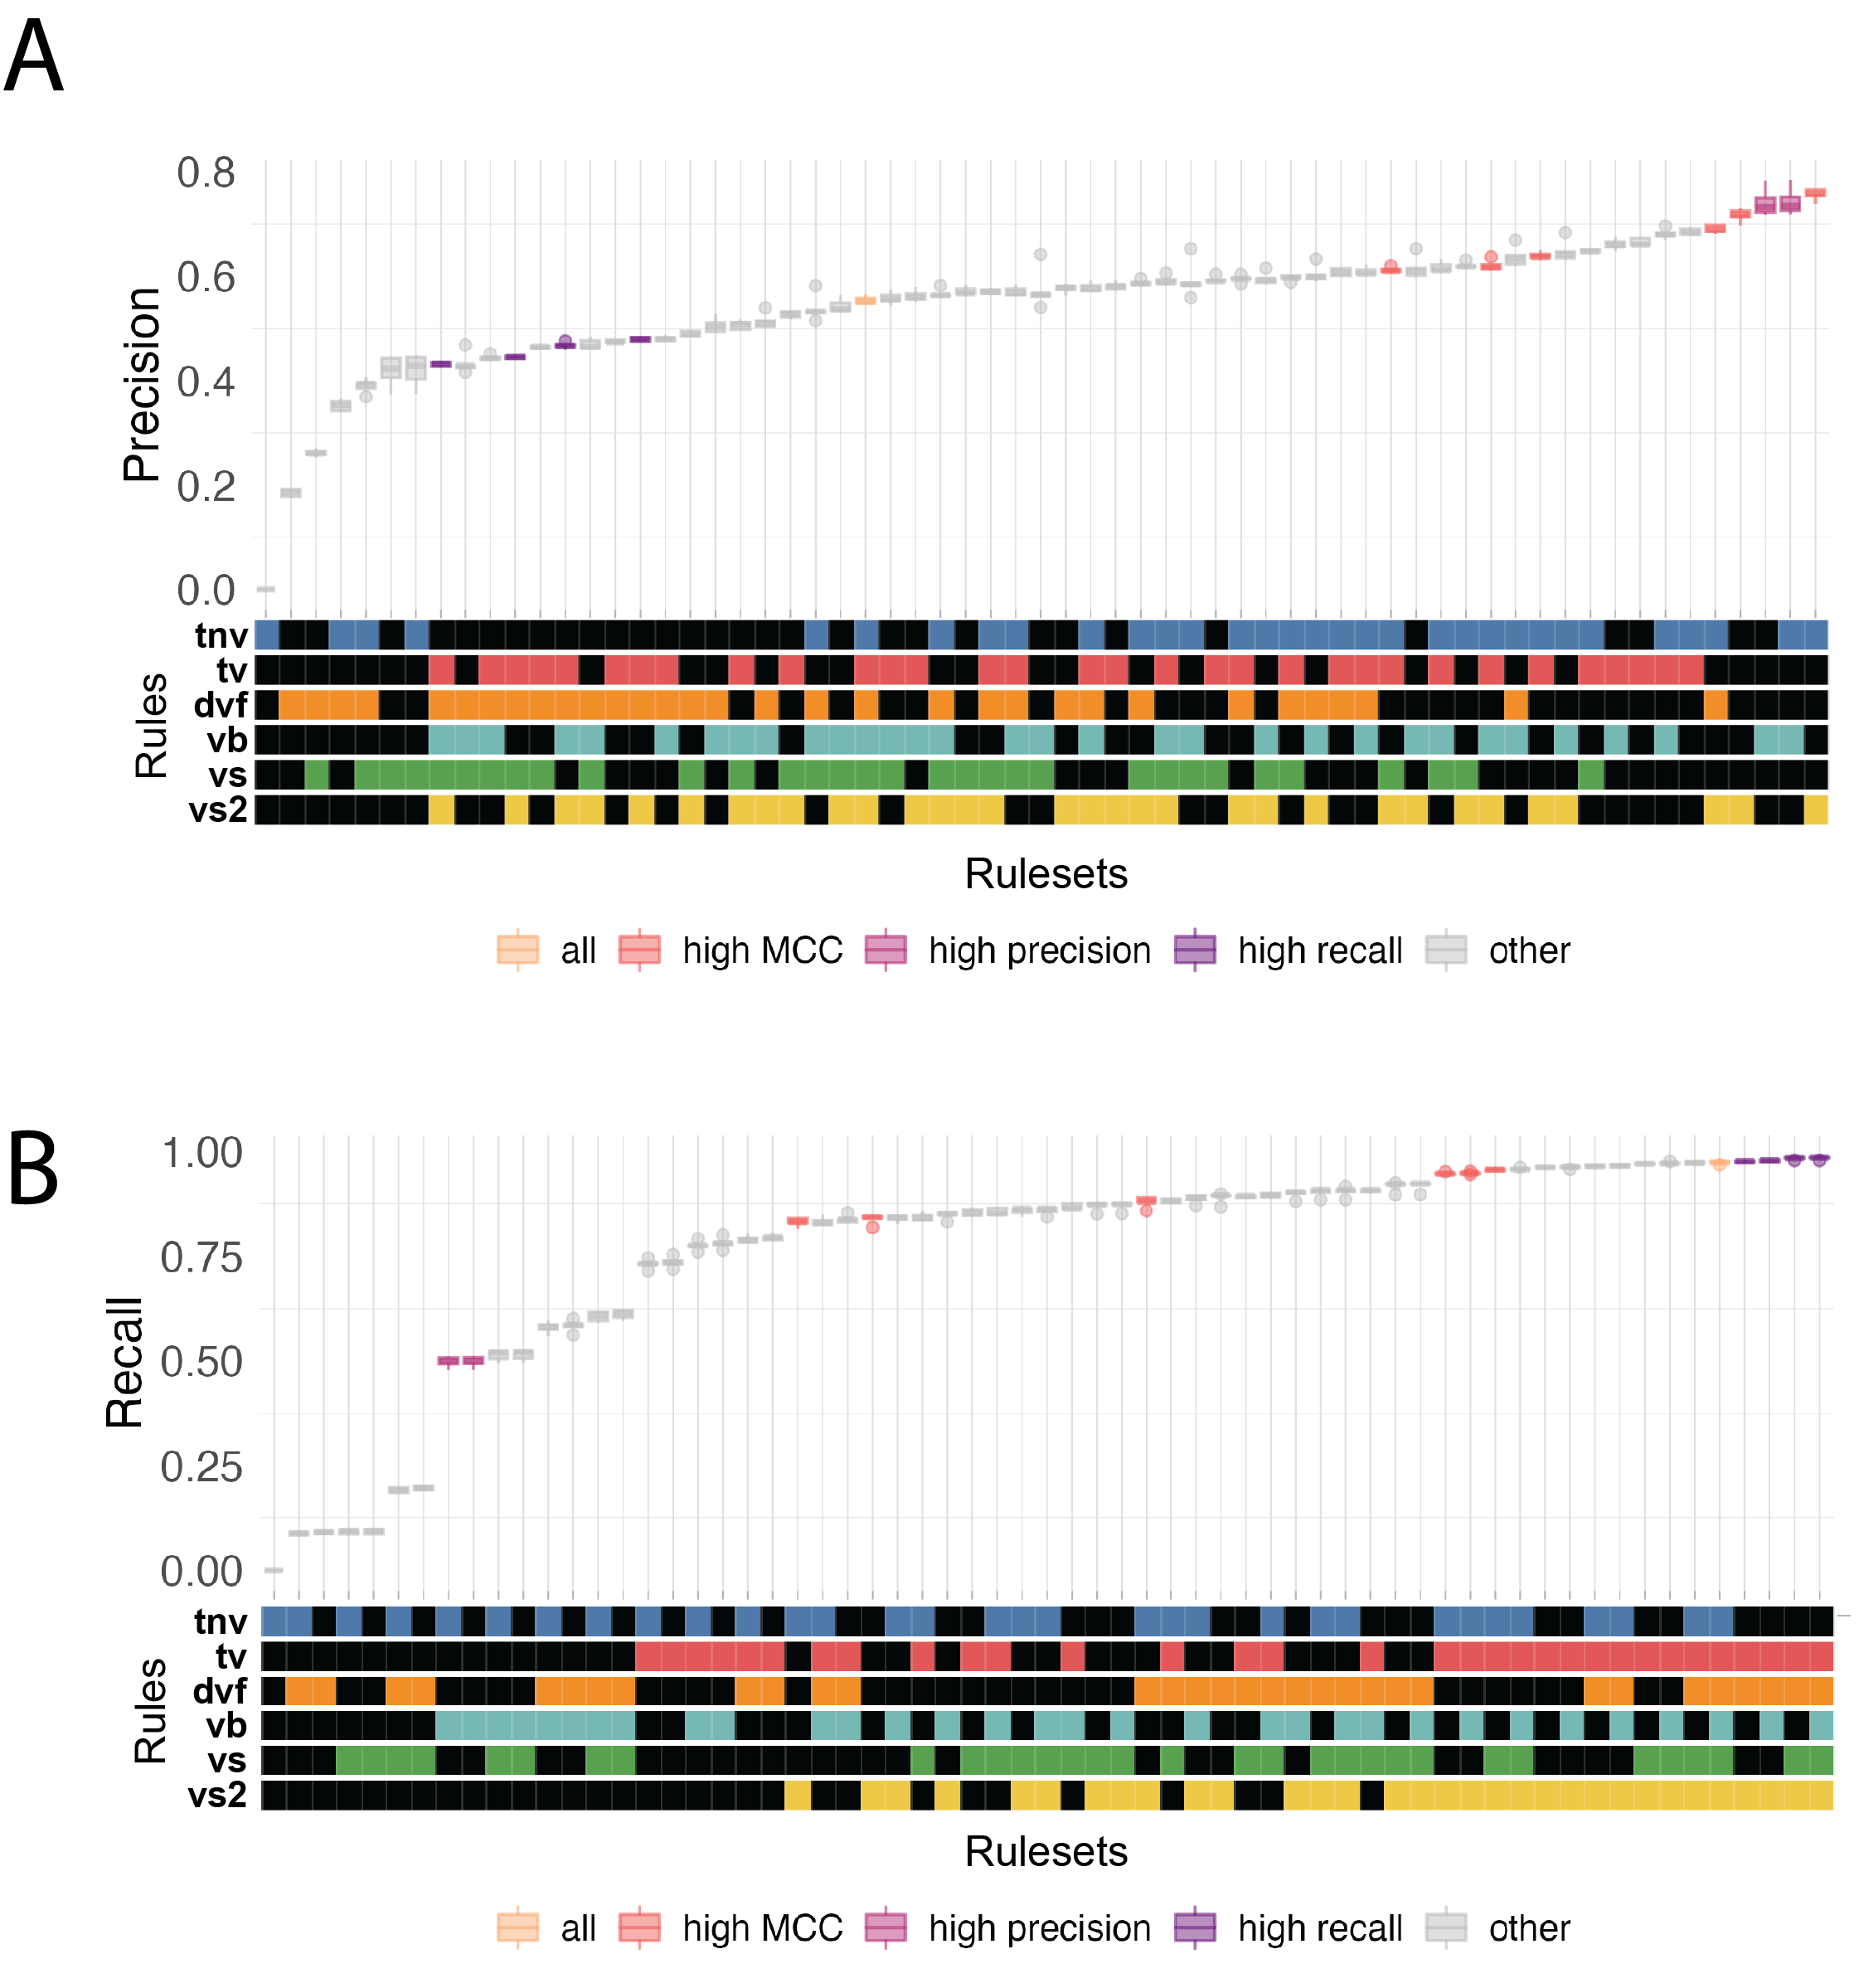 A
0.8
0.6
0.4
0.2
0.0
Precision
tnv
tv
dvf
vb
vs
vs2
Rules
Rulesets
all high MCC high precision high recall other
B
1.00
0.75
0.50
0.25
0.00
Recall
tnv
tv
dvf
vb
vs
vs2
Rules
Rulesets
all high MCC high precision high recall other